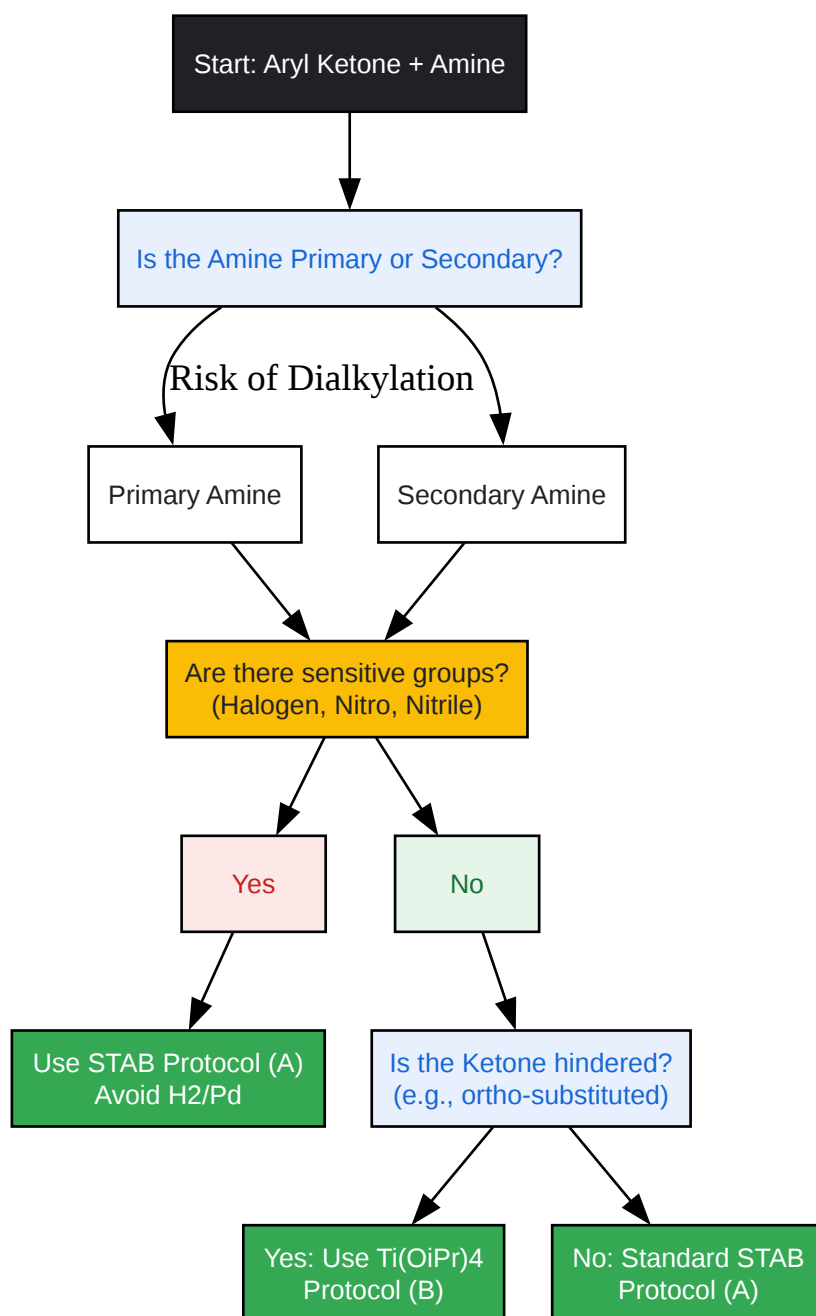 Start: Aryl Ketone + Amine
Is the Amine Primary or Secondary?
Risk of Dialkylation
Primary Amine
Secondary Amine
Are there sensitive groups?
(Halogen, Nitro, Nitrile)
Yes
No
Use STAB Protocol (A)
Avoid H2/Pd
Is the Ketone hindered?
(e.g., ortho-substituted)
Yes: Use Ti(OiPr)4
Protocol (B)
No: Standard STAB
Protocol (A)